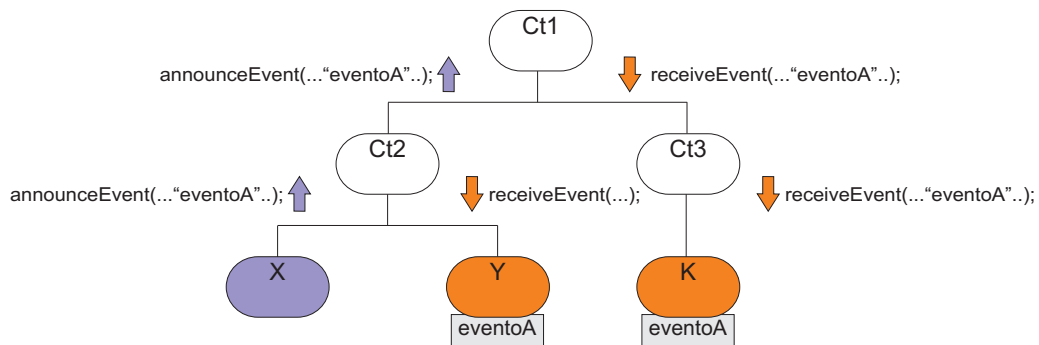 Ct1
announceEvent(...“eventoA”..);
receiveEvent(...“eventoA”..);
Ct2
Ct3
announceEvent(...“eventoA”..);
receiveEvent(...);
receiveEvent(...“eventoA”..);
X
Y
K
eventoA
eventoA